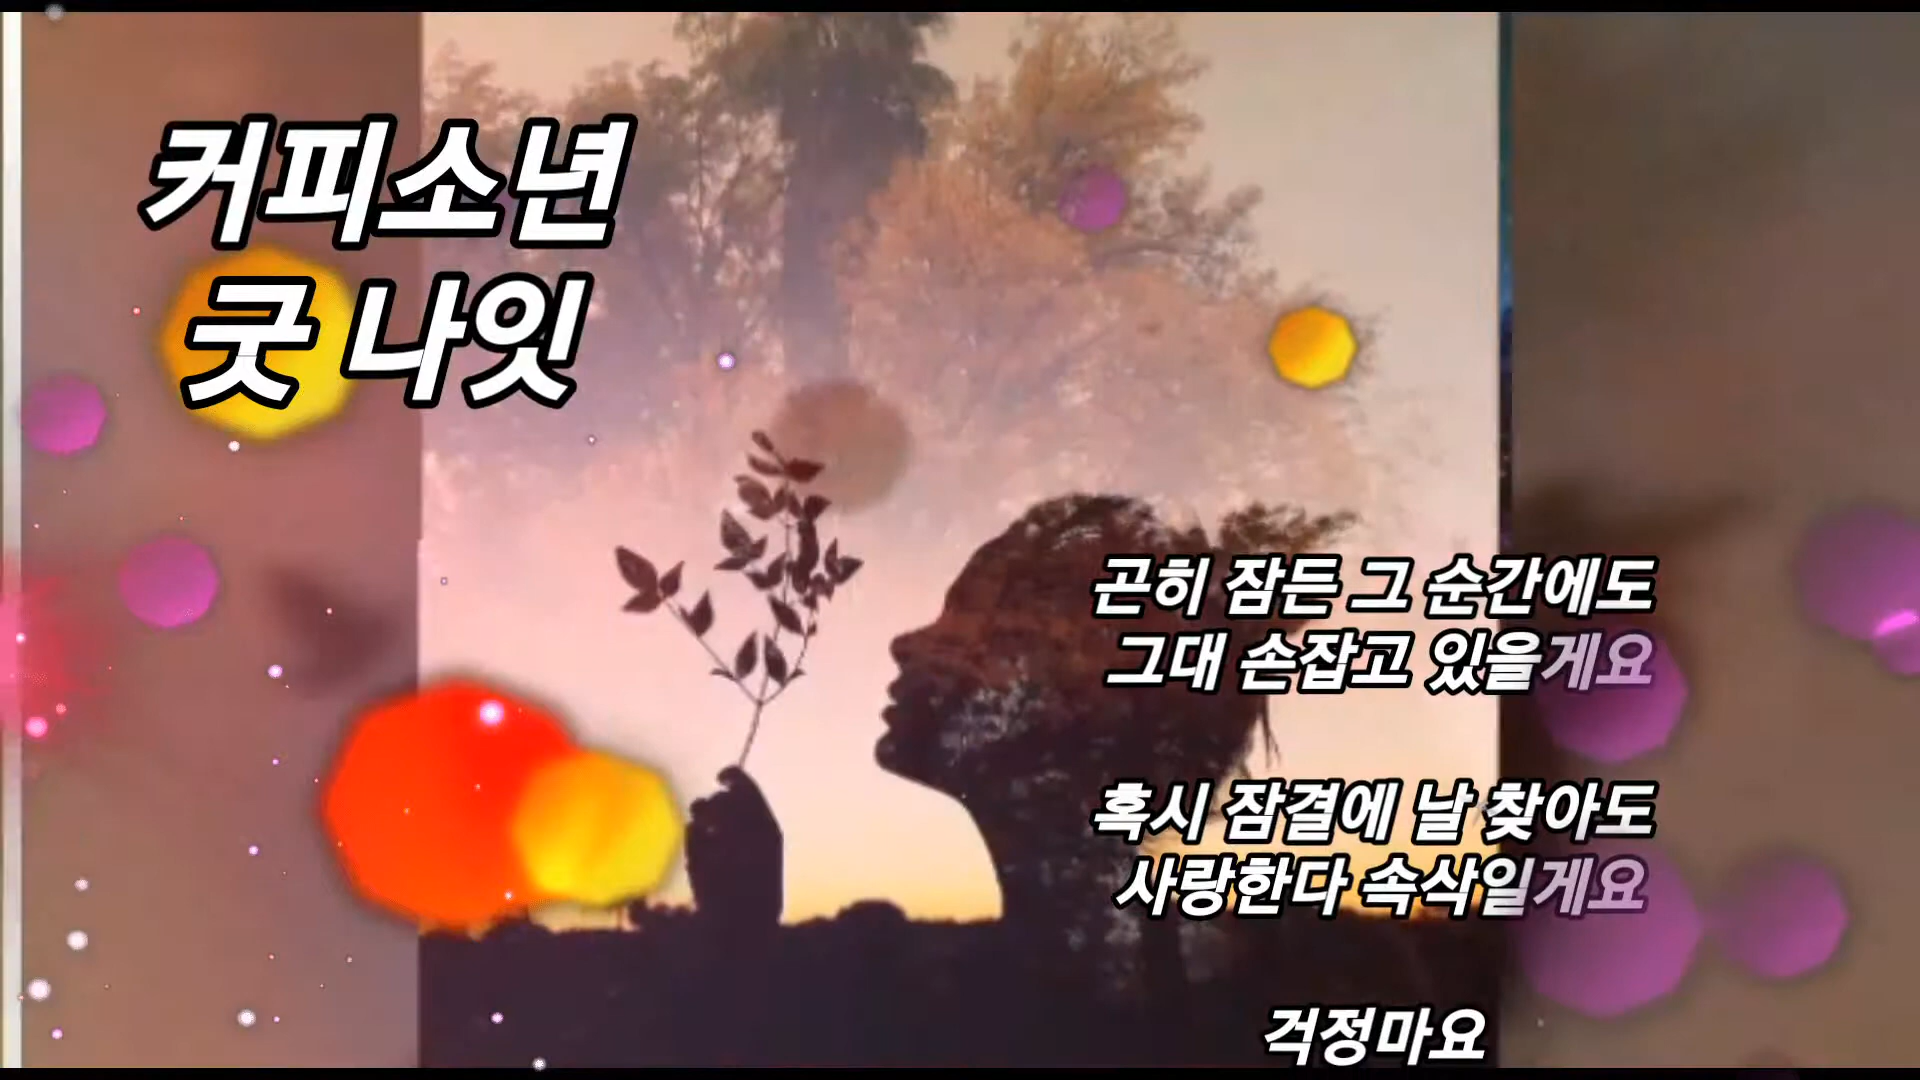 커피소년
굿 나잇
곤히 잠든 그 순간에도
그대 손잡고 있을게요
혹시 잠결에 날 찾아도
사랑한다 속삭일게요
걱정마요